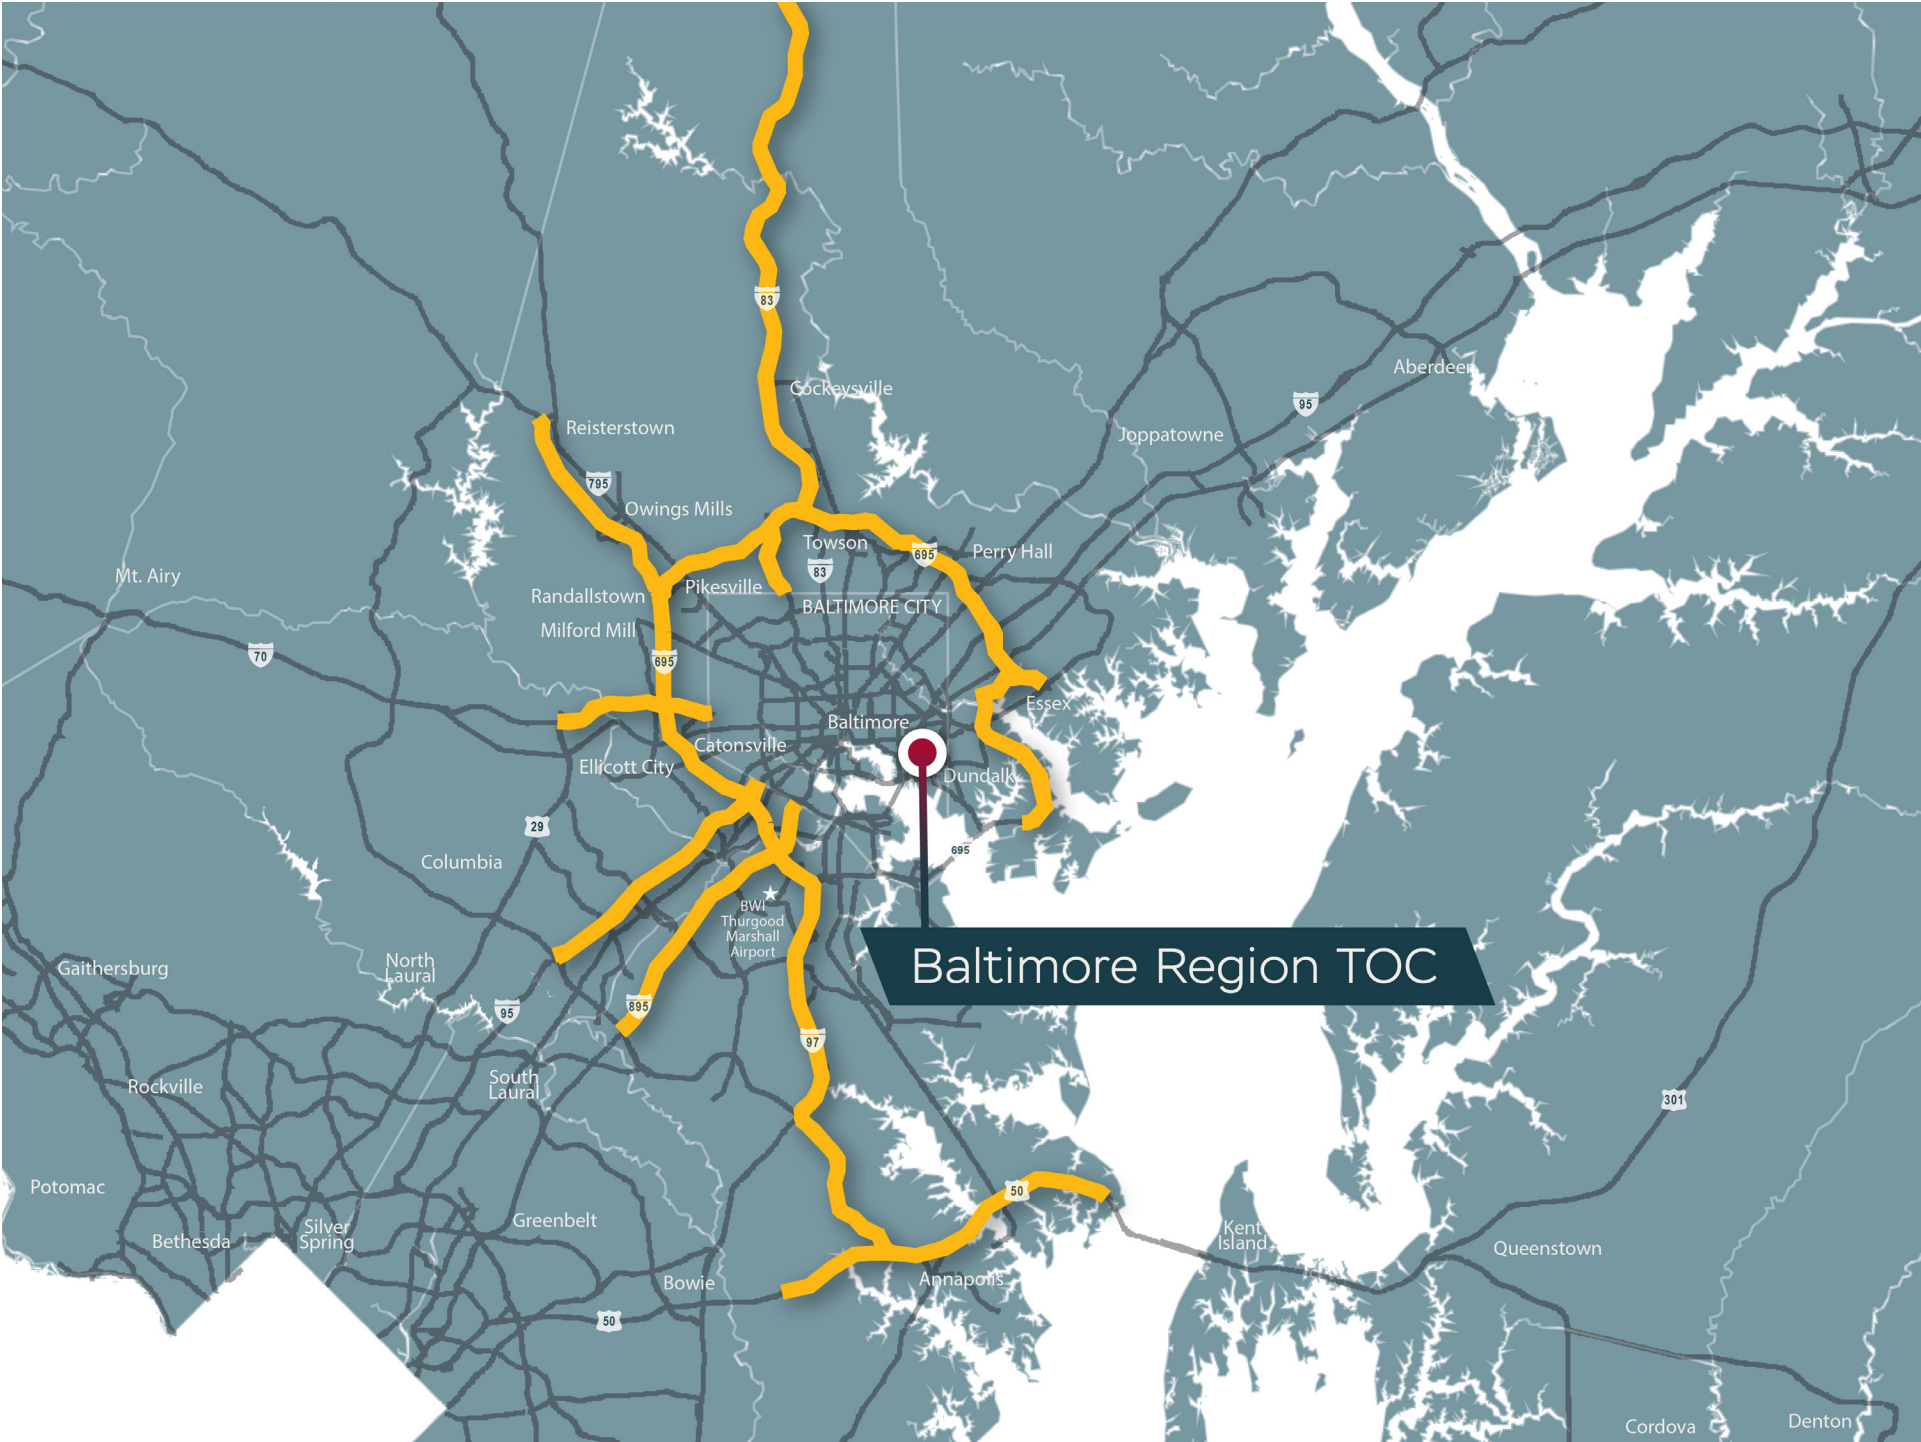 83
Cockeysville
Aberdeen
95
Reisterstown
Joppatowne
795
Owings Mills
Towson
695
Perry Hall
83
Mt. Airy
Pikesville
Randallstown
BALTIMORE CITY
Milford Mill
70
695
Essex
Baltimore
Catonsville
Ellicott City
Dundalk
29
695
Columbia
BWI
Thurgood
Marshall
Airport
Baltimore Region TOC
North
Laural
Gaithersburg
95
895
97
South
Laural
Rockville
301
Potomac
50
Greenbelt
Silver
Spring
Bethesda
Kent
Island
Queenstown
Bowie
Annapolis
50
Cordova
Denton